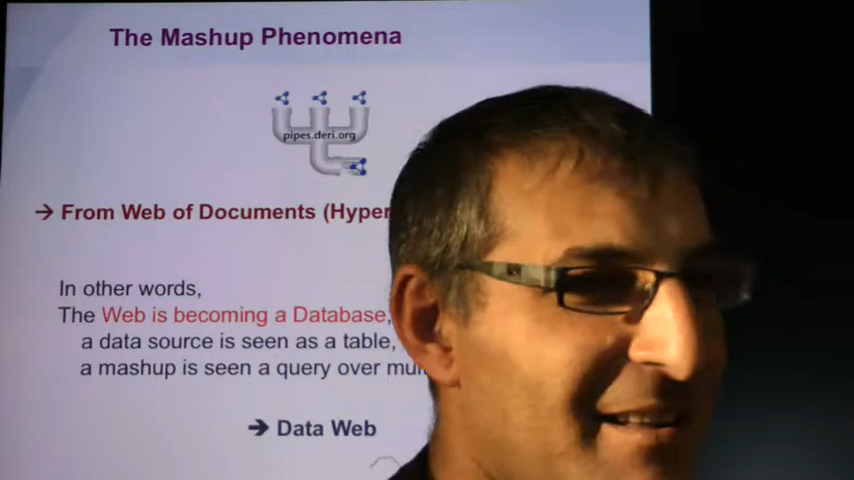 The Mashup Phenomena
pipes.deri.org
→ From Web of Documents (Hyper
In other words,
The Web is becoming a Database,
a data source is seen as a table,
a mashup is seen a query over mul
→ Data Web